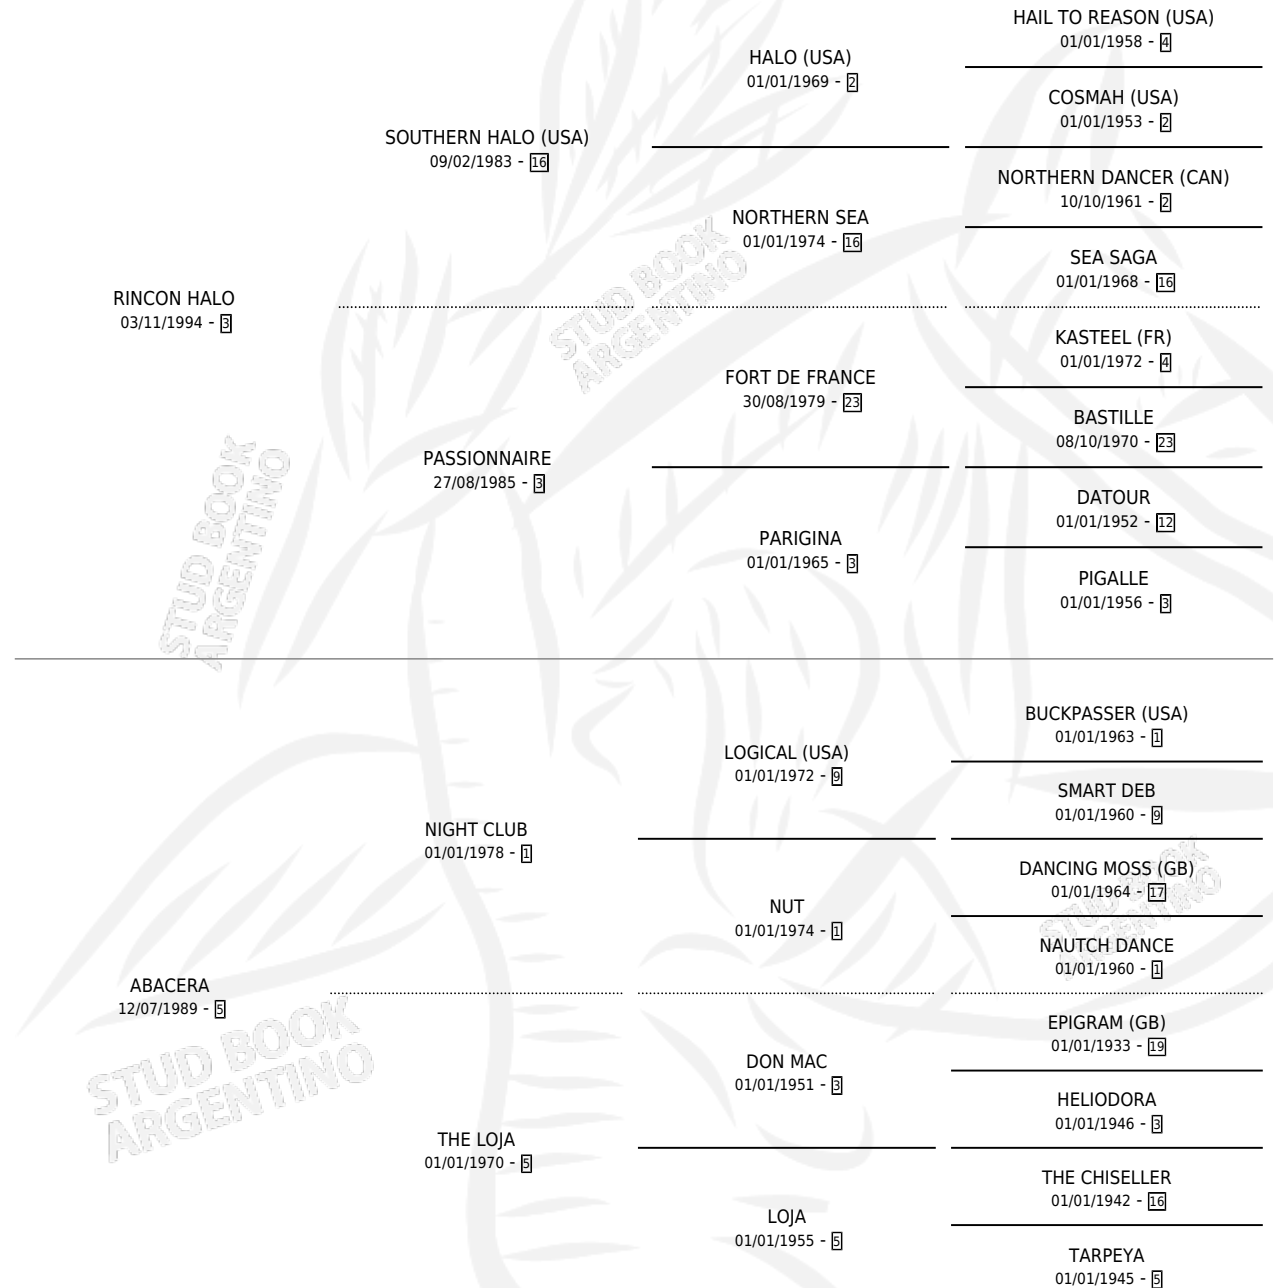 HAIL TO REASON (USA)
01/01/1958 - 4
HALO (USA)
01/01/1969 - 2
COSMAH (USA)
01/01/1953 - 2
SOUTHERN HALO (USA)
09/02/1983 - 16
NORTHERN DANCER (CAN)
10/10/1961 - 2
NORTHERN SEA
01/01/1974 - 16
SEA SAGA
01/01/1968 - 16
RINCON HALO
03/11/1994 - 3
KASTEEL (FR)
01/01/1972 - 4
FORT DE FRANCE
30/08/1979 - 23
BASTILLE
08/10/1970 - 23
PASSIONNAIRE
27/08/1985 - 3
DATOUR
01/01/1952 - 12
PARIGINA
01/01/1965 - 3
PIGALLE
01/01/1956 - 3
BUCKPASSER (USA)
01/01/1963 - 1
LOGICAL (USA)
01/01/1972 - 9
SMART DEB
01/01/1960 - 9
NIGHT CLUB
01/01/1978 - 1
DANCING MOSS (GB)
01/01/1964 - 17
NUT
01/01/1974 - 1
NAUTCH DANCE
01/01/1960 - 1
ABACERA
12/07/1989 - 5
EPIGRAM (GB)
01/01/1933 - 19
DON MAC
01/01/1951 - 3
HELIODORA
01/01/1946 - 3
THE LOJA
01/01/1970 - 5
THE CHISELLER
01/01/1942 - 16
LOJA
01/01/1955 - 5
TARPEYA
01/01/1945 - 5
STUD BOOK
ARGENTINO
STUD BOOK
ARGENTINO
STUD BOOK
ARGENTINO
STUD BOOK
ARGENTINO